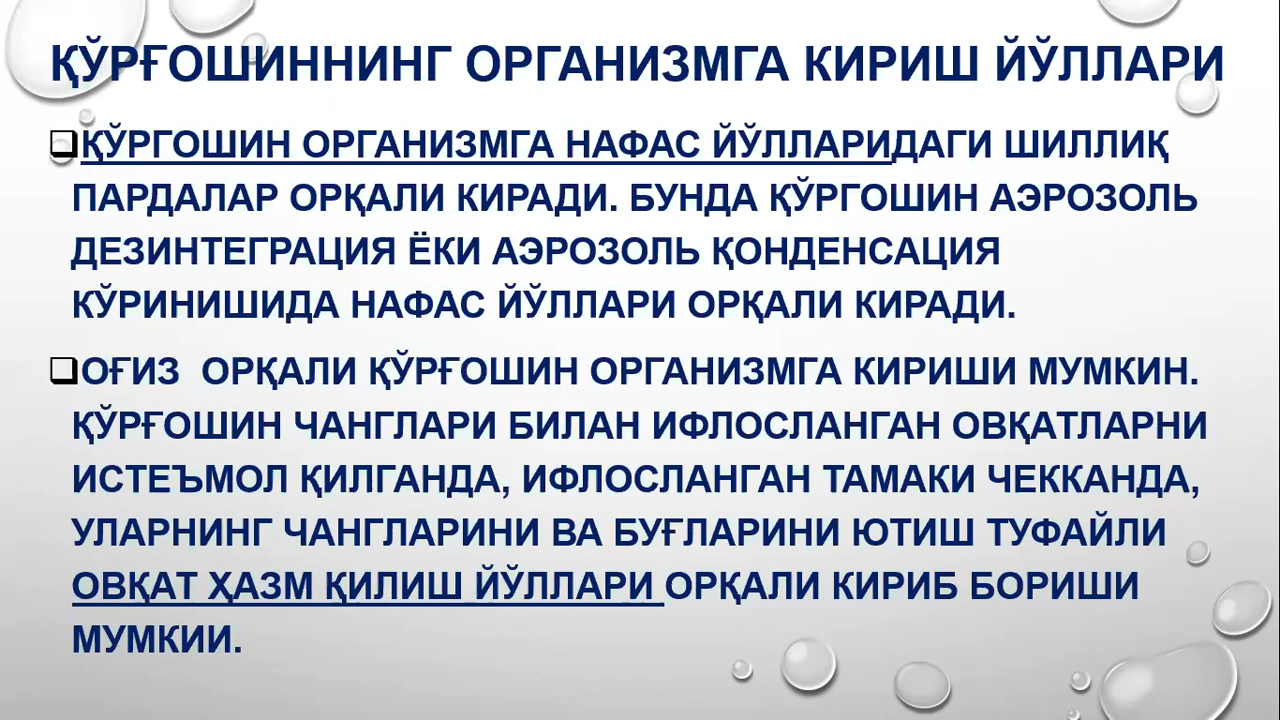 ҚЎРҒОШИННИНГ ОРГАНИЗМГА КИРИШ ЙЎЛЛАРИ
ҚЎРГОШИН ОРГАНИЗМГА НАФАС ЙЎЛЛАРИДАГИ ШИЛЛИҚ
ПАРДАЛАР ОРҚАЛИ КИРАДИ. БУНДА ҚЎРГОШИН АЭРОЗОЛЬ
ДЕЗИНТЕГРАЦИЯ ЁКИ АЭРОЗОЛЬ ҚОНДЕНСАЦИЯ
КЎРИНИШИДА НАФАС ЙЎЛЛАРИ ОРҚАЛИ КИРАДИ.
ОҒИЗ  ОРҚАЛИ ҚЎРҒОШИН ОРГАНИЗМГА КИРИШИ МУМКИН.
ҚЎРҒОШИН ЧАНГЛАРИ БИЛАН ИФЛОСЛАНГАН ОВҚАТЛАРНИ
ИСТЕЪМОЛ ҚИЛГАНДА, ИФЛОСЛАНГАН ТАМАКИ ЧЕККАНДА,
УЛАРНИНГ ЧАНГЛАРИНИ ВА БУҒЛАРИНИ ЮТИШ ТУФАЙЛИ
ОВҚАТ ҲАЗМ ҚИЛИШ ЙЎЛЛАРИ ОРҚАЛИ КИРИБ БОРИШИ
МУМКИИ.